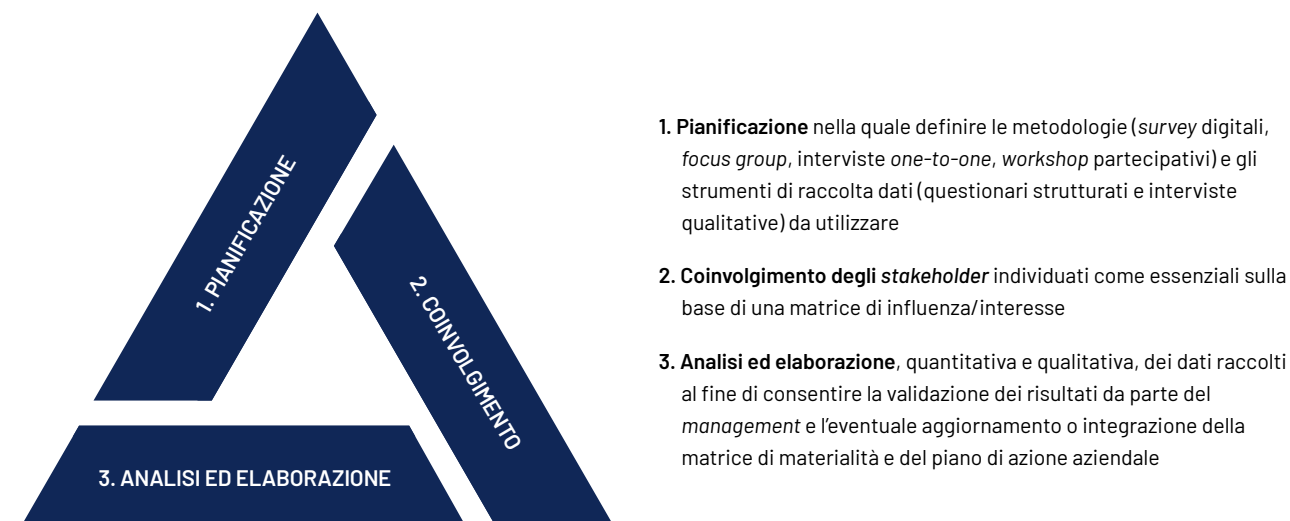 1. PIANIFICAZIONE
2. COINVOLGIMENTO
3. ANALISI ED ELABORAZIONE
1. Pianificazione nella quale definire le metodologie (survey digitali,
focus group, interviste one-to-one, workshop partecipativi) e gli
strumenti di raccolta dati (questionari strutturati e interviste
qualitative) da utilizzare
2. Coinvolgimento degli stakeholder individuati come essenziali sulla
base di una matrice di influenza/interesse
3. Analisi ed elaborazione, quantitativa e qualitativa, dei dati raccolti
al fine di consentire la validazione dei risultati da parte del
management e l’eventuale aggiornamento o integrazione della
matrice di materialità e del piano di azione aziendale